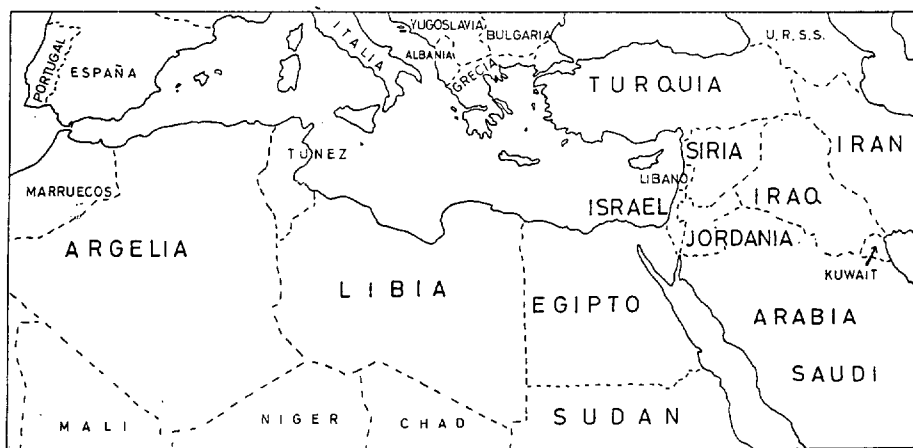 YUGOSLAVIA
BULGARIA
U.R.S.S.
ITALIA
PORTUGAL
ESPAÑA
ALBANIA
GRECIA
TURQUIA
TUNEZ
SIRIA
IRAN
LIBANO
MARRUECOS
ISRAEL
IRAQ
ARGELIA
JORDANIA
KUWAIT
LIBIA
EGIPTO
ARABIA
SAUDI
MALI
NIGER
CHAD
SUDAN